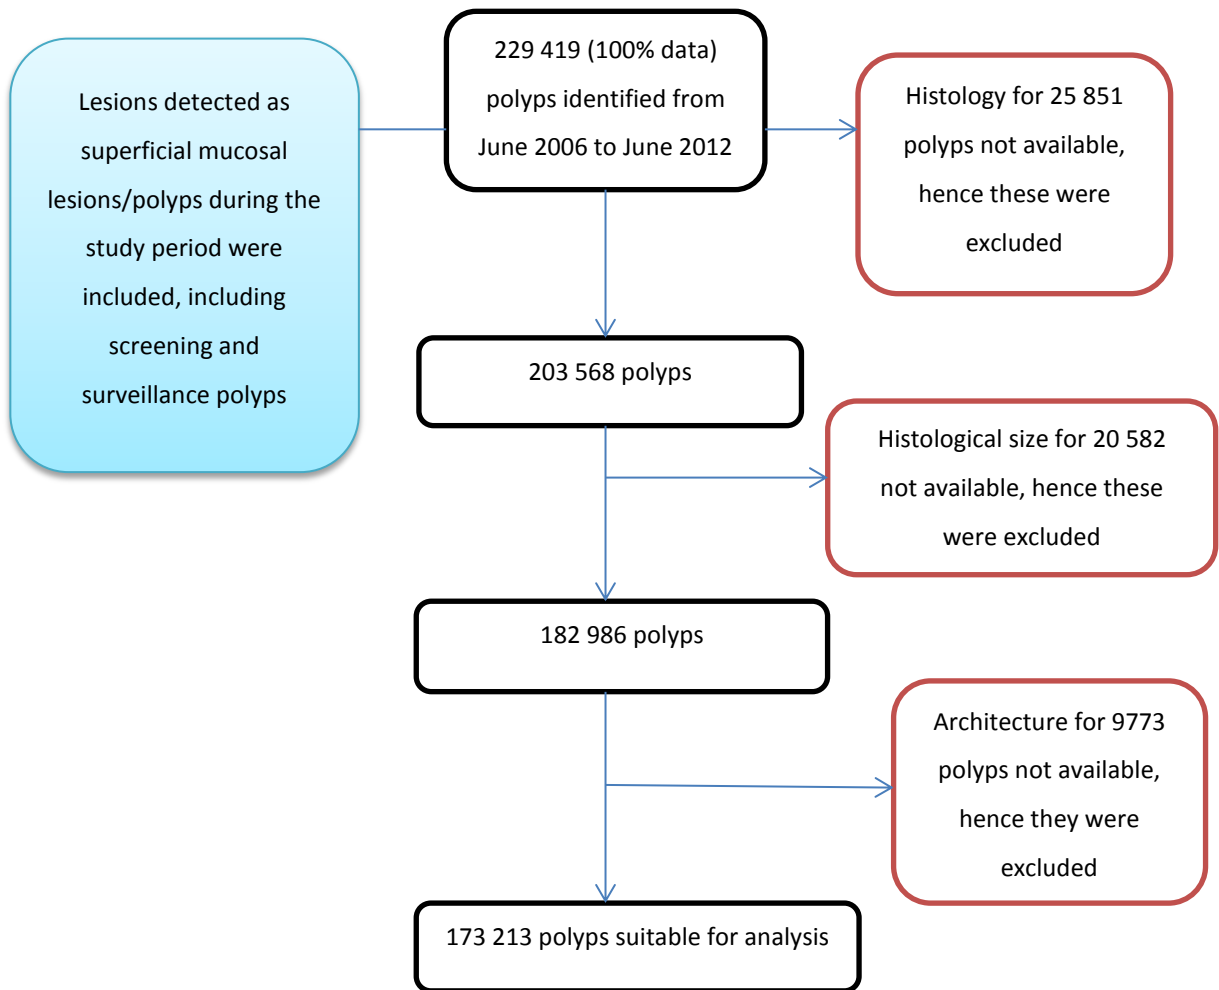 Lesions detected as
superficial mucosal
lesions/polyps during the
study period were
included, including
screening and
surveillance polyps
229 419 (100% data)
polyps identified from
June 2006 to June 2012
Histology for 25 851
polyps not available,
hence these were
excluded
203 568 polyps
Histological size for 20 582
not available, hence these
were excluded
182 986 polyps
Architecture for 9773
polyps not available,
hence they were
excluded
173 213 polyps suitable for analysis